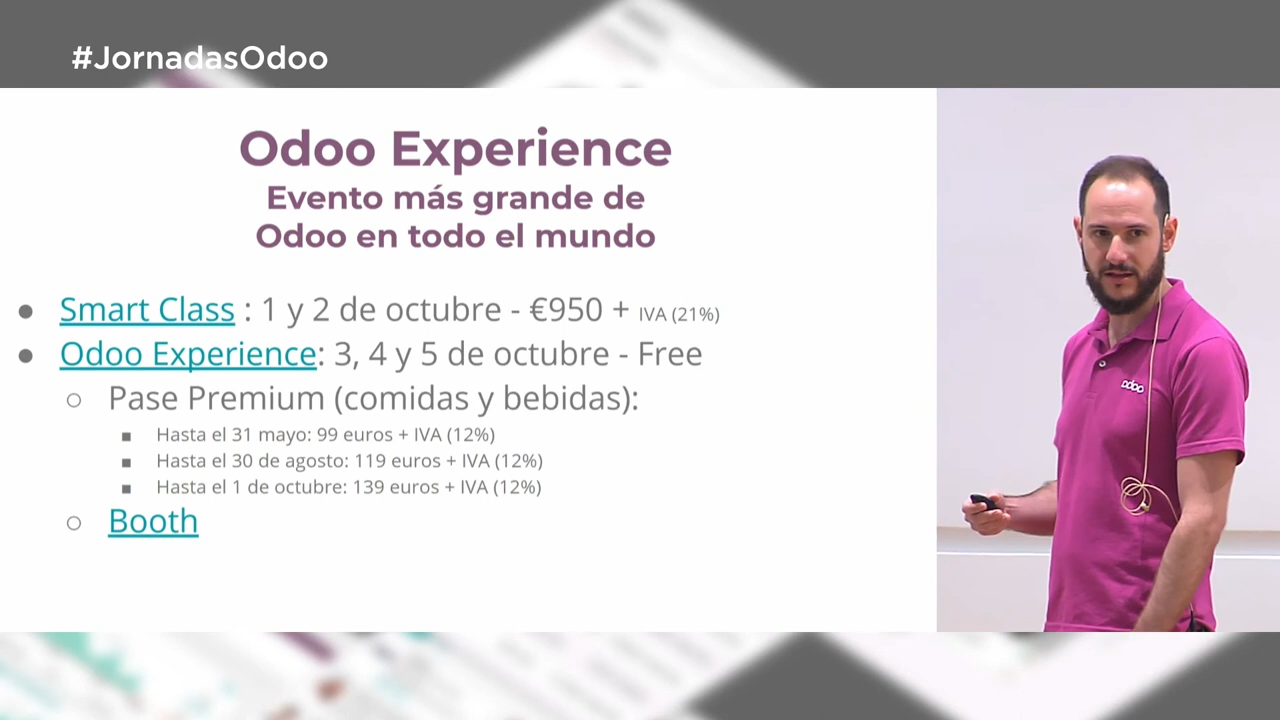 #JornadasOdoo
Odoo Experience
Evento más grande de
Odoo en todo el mundo
● Smart Class : 1 y 2 de octubre - €950 + IVA (21%)
● Odoo Experience: 3, 4 y 5 de octubre - Free
○ Pase Premium (comidas y bebidas):
■ Hasta el 31 mayo: 99 euros + IVA (12%)
■ Hasta el 30 de agosto: 119 euros + IVA (12%)
■ Hasta el 1 de octubre: 139 euros + IVA (12%)
○ Booth
odoo